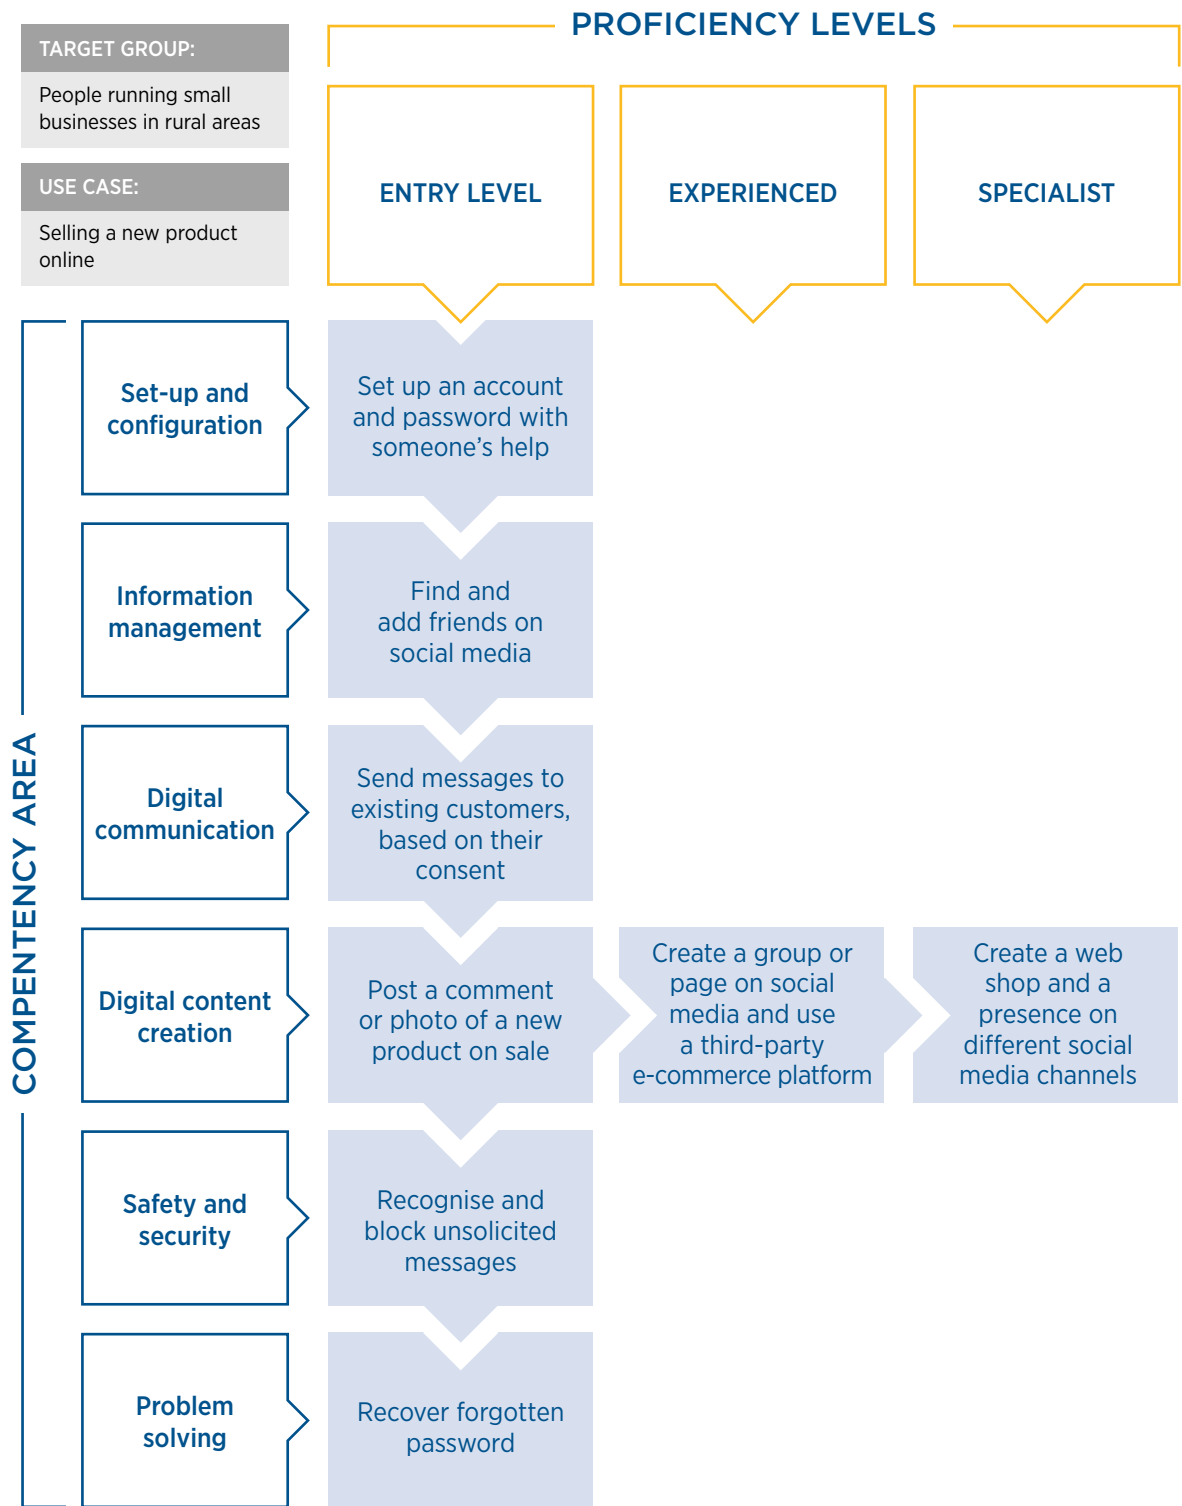 PROFICIENCY LEVELS
TARGET GROUP:
People running small
businesses in rural areas
USE CASE:
Selling a new product
online
ENTRY LEVEL
EXPERIENCED
SPECIALIST
COMPENTENCY AREA
Set-up and
configuration
Set up an account
and password with
someone’s help
Information
management
Find and
add friends on
social media
Digital
communication
Send messages to
existing customers,
based on their
consent
Digital content
creation
Post a comment
or photo of a new
product on sale
Create a group or
page on social
media and use
a third-party
e-commerce platform
Create a web
shop and a
presence on
different social
media channels
Safety and
security
Recognise and
block unsolicited
messages
Problem
solving
Recover forgotten
password